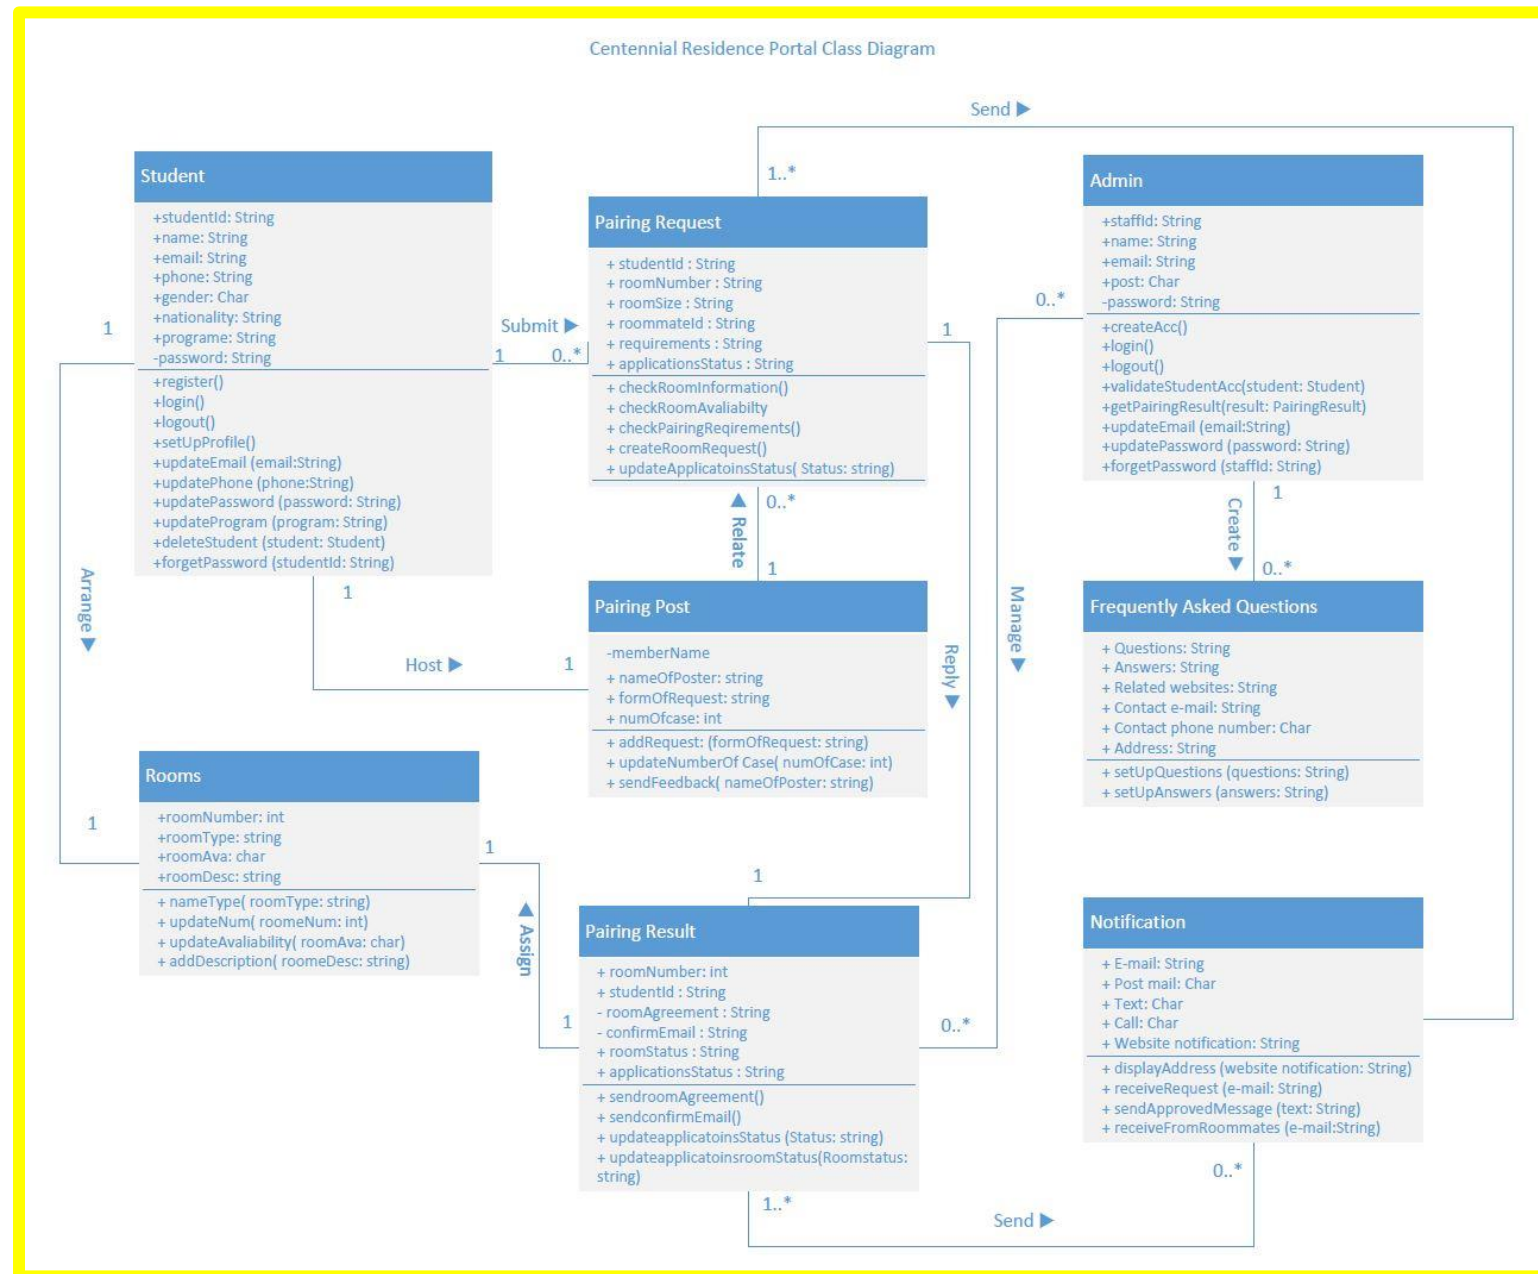 Centennial Residence Portal Class Diagram
Send ▶
1..*
Student
+studentId: String
+name: String
+email: String
+phone: String
+gender: Char
+nationality: String
+programe: String
-password: String
+register()
+login()
+logout()
+setUpProfile()
+updateEmail (email:String)
+updatePhone (phone:String)
+updatePassword (password: String)
+updateProgram (program: String)
+deleteStudent (student: Student)
+forgetPassword (studentId: String)
1
Submit ▶
1
0..*
Pairing Request
+ studentId : String
+ roomNumber : String
+ roomSize : String
+ roommateId : String
+ requirements : String
+ applicationsStatus : String
+ checkRoomInformation()
+ checkRoomAvaliabilty
+ checkPairingReqirements()
+ createRoomRequest()
+ updateApplicatoinsStatus( Status: string)
1
0..*
Admin
+staffId: String
+name: String
+email: String
+post: Char
-password: String
+createAcc()
+login()
+logout()
+validateStudentAcc(student: Student)
+getPairingResult(result: PairingResult)
+updateEmail (email:String)
+updatePassword (password: String)
+forgetPassword (staffId: String)
1
Create ▶
0..*
0..*
◀ Relate
1
1
Arrange ▶
Host ▶
1
Pairing Post
-memberName
+ nameOfPoster: string
+ formOfRequest: string
+ numOfcase: int
+ addRequest: (formOfRequest: string)
+ updateNumberOf Case( numOfCase: int)
+ sendFeedback( nameOfPoster: string)
Reply ▶
Manage ▶
Frequently Asked Questions
+ Questions: String
+ Answers: String
+ Related websites: String
+ Contact e-mail: String
+ Contact phone number: Char
+ Address: String
+ setUpQuestions (questions: String)
+ setUpAnswers (answers: String)
1
Rooms
+roomNumber: int
+roomType: string
+roomAva: char
+roomDesc: string
+ nameType( roomType: string)
+ updateNum( roomeNum: int)
+ updateAvaliability( roomAva: char)
+ addDescription( roomeDesc: string)
1
◀ Assign
1
1
Pairing Result
+ roomNumber: int
+ studentId : String
- roomAgreement : String
- confirmEmail : String
+ roomStatus : String
+ applicationsStatus : String
+ sendroomAgreement()
+ sendconfirmEmail()
+ updateapplicatoinsStatus (Status: string)
+ updateapplicatoinsroomStatus(Roomstatus:
string)
0..*
Notification
+ E-mail: String
+ Post mail: Char
+ Text: Char
+ Call: Char
+ Website notification: String
+ displayAddress (website notification: String)
+ receiveRequest (e-mail: String)
+ sendApprovedMessage (text: String)
+ receiveFromRoommates (e-mail:String)
0..*
1..*
Send ▶